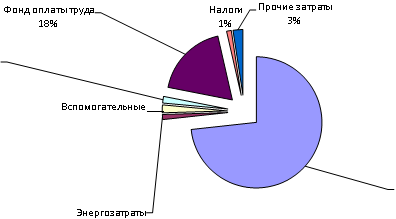 Фонд оплаты труда
18%
Налоги
1%
Прочие затраты
3%
Вспомогательные
Энергозатраты